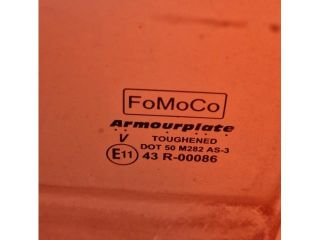 FoMoCo
Armourplate
V TOUGHENED
DOT 50 M282 AS-3
E11 43 R-00086